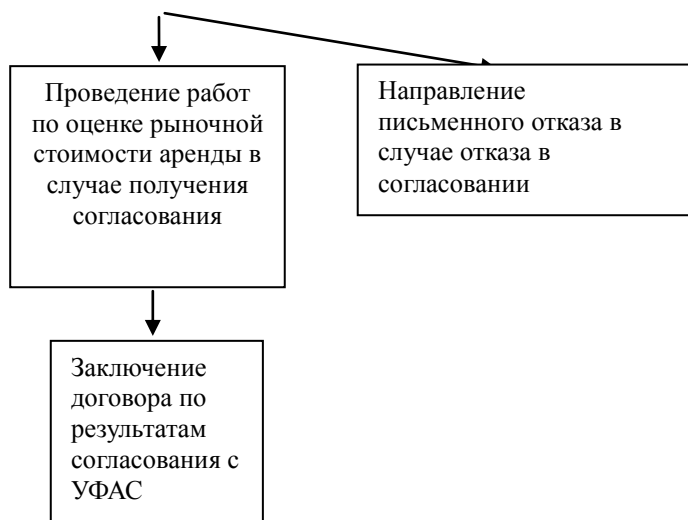 Проведение работ
по оценке рыночной
стоимости аренды в
случае получения
согласования
Направление
письменного отказа в
случае отказа в
согласовании
Заключение
договора по
результатам
согласования с
УФАС